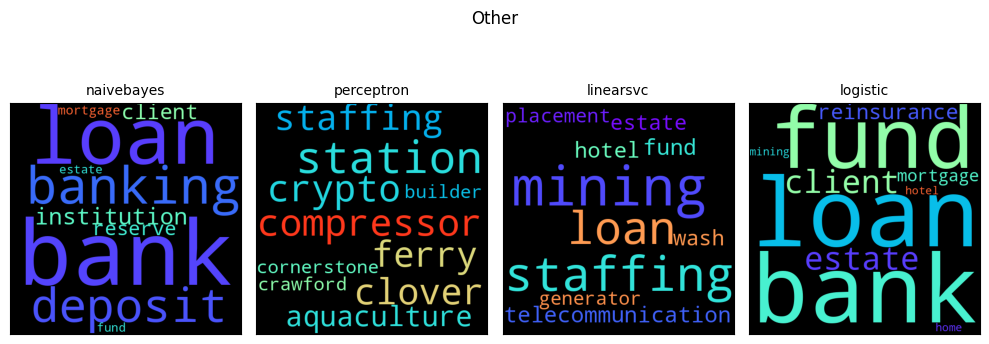 Other
naivebayes
perceptron
linearsvc
logistic
mortgage
client
loan
estate
banking
institution
reserve
bank
deposit
fund
staffing
station
crypto
builder
compressor
ferry
cornerstone
crawford
clover
aquaculture
placement
estate
hotel
fund
mining
loan
wash
staffing
generator
telecommunication
reinsurance
fund
mining
mortgage
client
hotel
loan
estate
bank
home